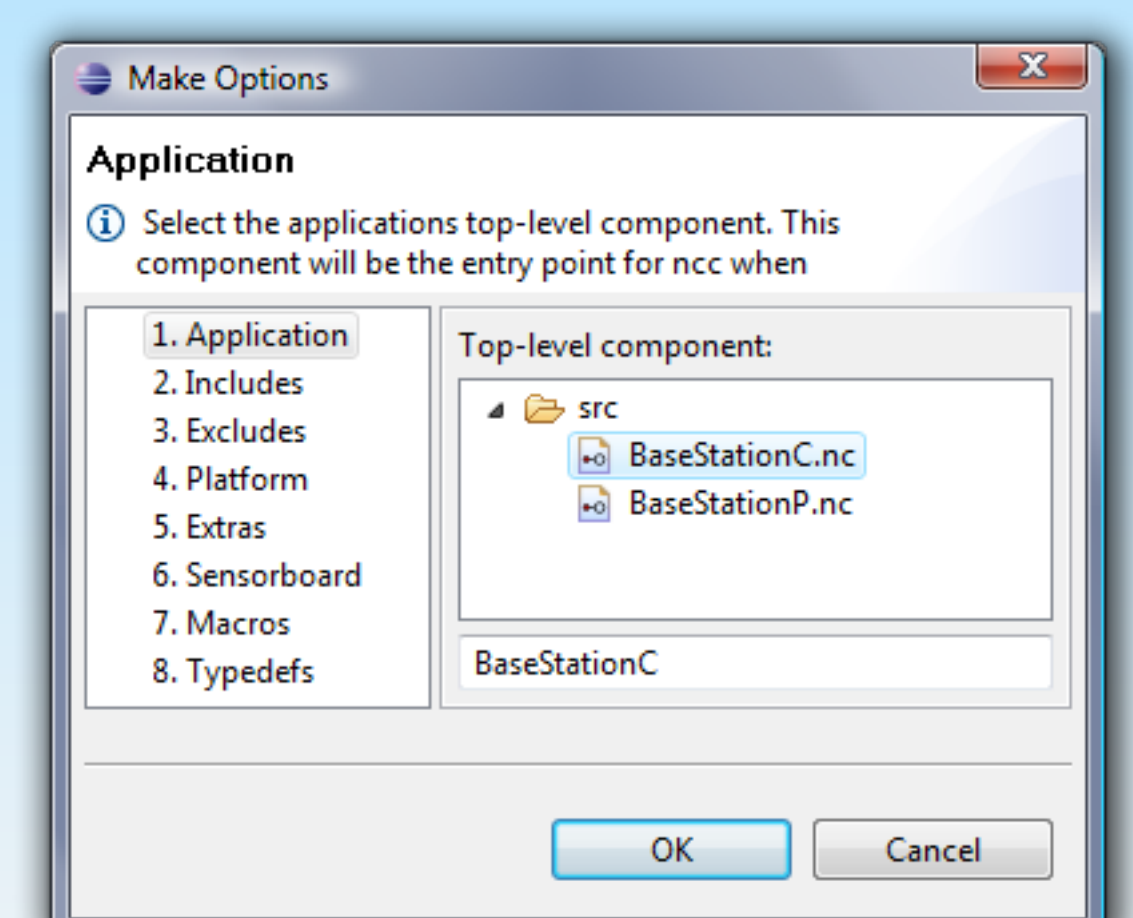 Make Options
Application
Select the applications top-level component. This
component will be the entry point for ncc when
1. Application
2. Includes
3. Excludes
4. Platform
5. Extras
6. Sensorboard
7. Macros
8. Typedefs
Top-level component:
src
BaseStationC.nc
BaseStationP.nc
BaseStationC
OK
Cancel